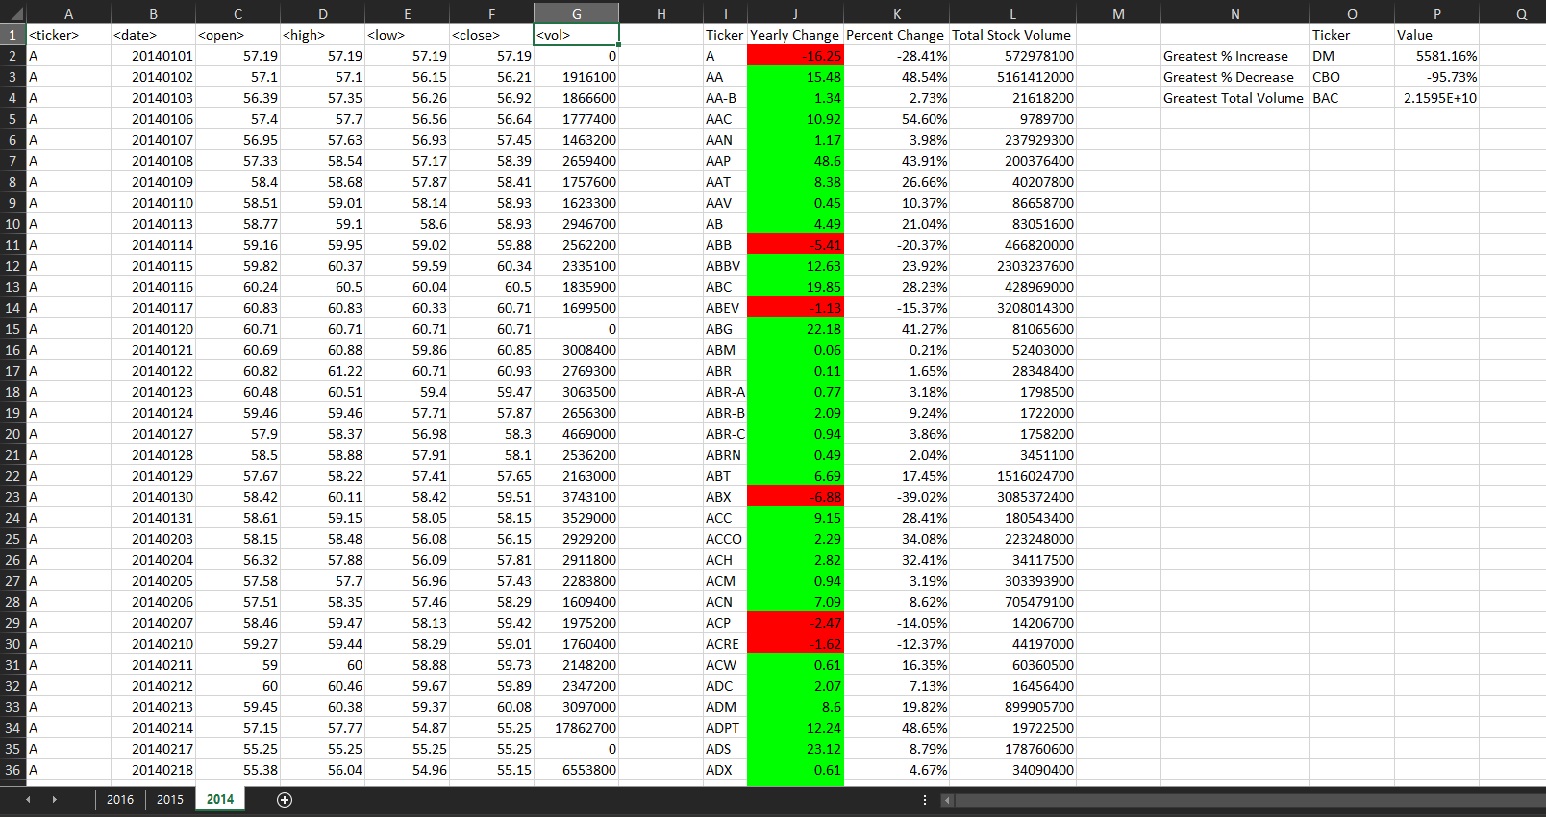 A B C D E F G H I J K L M N O P Q
1 <ticker> <date> <open> <high> <low> <close> <vol> Ticker Yearly Change Percent Change Total Stock Volume Ticker Value
2 A 20140101 57.19 57.19 57.19 57.19 0 A -16.25 -28.41% 572978100 Greatest % Increase DM 5581.16%
3 A 20140102 57.1 57.1 56.15 56.21 1916100 AA 15.48 48.54% 5161412000 Greatest % Decrease CBO -95.73%
4 A 20140103 56.39 57.35 56.26 56.92 1866600 AA-B 1.34 2.73% 21618200 Greatest Total Volume BAC 2.1595E+10
5 A 20140106 57.4 57.7 56.56 56.64 1777400 AAC 10.92 54.60% 9789700
6 A 20140107 56.95 57.63 56.93 57.45 1463200 AAN 1.17 3.98% 237929300
7 A 20140108 57.33 58.54 57.17 58.39 2659400 AAP 48.6 43.91% 200376400
8 A 20140109 58.4 58.68 57.87 58.41 1757600 AAT 8.38 26.66% 40207800
9 A 20140110 58.51 59.01 58.14 58.93 1623300 AAV 0.45 10.37% 86658700
10 A 20140113 58.77 59.1 58.6 58.93 2946700 AB 4.49 21.04% 83051600
11 A 20140114 59.16 59.95 59.02 59.88 2562200 ABB -5.41 -20.37% 466820000
12 A 20140115 59.82 60.37 59.59 60.34 2335100 ABBV 12.63 23.92% 2303237600
13 A 20140116 60.24 60.5 60.04 60.5 1835900 ABC 19.85 28.23% 428969000
14 A 20140117 60.83 60.83 60.33 60.71 1699500 ABEV -1.13 -15.37% 3208014300
15 A 20140120 60.71 60.71 60.71 60.71 0 ABG 22.18 41.27% 81065600
16 A 20140121 60.69 60.88 59.86 60.85 3008400 ABM 0.06 0.21% 52403000
17 A 20140122 60.82 61.22 60.71 60.93 2769300 ABR 0.11 1.65% 28348400
18 A 20140123 60.48 60.51 59.4 59.47 3063500 ABR-A 0.77 3.18% 1798500
19 A 20140124 59.46 59.46 57.71 57.87 2656300 ABR-B 2.09 9.24% 1722000
20 A 20140127 57.9 58.37 56.98 58.3 4669000 ABR-C 0.94 3.86% 1758200
21 A 20140128 58.5 58.88 57.91 58.1 2536200 ABRN 0.49 2.04% 3451100
22 A 20140129 57.67 58.22 57.41 57.65 2163000 ABT 6.69 17.45% 1516024700
23 A 20140130 58.42 60.11 58.42 59.51 3743100 ABX -6.88 -39.02% 3085372400
24 A 20140131 58.61 59.15 58.05 58.15 3529000 ACC 9.15 28.41% 180543400
25 A 20140203 58.15 58.48 56.08 56.15 2929200 ACCO 2.29 34.08% 223248000
26 A 20140204 56.32 57.88 56.09 57.81 2911800 ACH 2.82 32.41% 34117500
27 A 20140205 57.58 57.7 56.96 57.43 2283800 ACM 0.94 3.19% 303393900
28 A 20140206 57.51 58.35 57.46 58.29 1609400 ACN 7.09 8.62% 705479100
29 A 20140207 58.46 59.47 58.13 59.42 1975200 ACP -2.47 -14.05% 14206700
30 A 20140210 59.27 59.44 58.29 59.01 1760400 ACRE -1.62 -12.37% 44197000
31 A 20140211 59 60 58.88 59.73 2148200 ACW 0.61 16.35% 60360500
32 A 20140212 60 60.46 59.67 59.89 2347200 ADC 2.07 7.13% 16456400
33 A 20140213 59.45 60.38 59.37 60.08 3097000 ADM 8.6 19.82% 899905700
34 A 20140214 57.15 57.77 54.87 55.25 17862700 ADPT 12.24 48.65% 19722500
35 A 20140217 55.25 55.25 55.25 55.25 0 ADS 23.12 8.79% 178760600
36 A 20140218 55.38 56.04 54.96 55.15 6553800 ADX 0.61 4.67% 34090400
2016 2015 2014